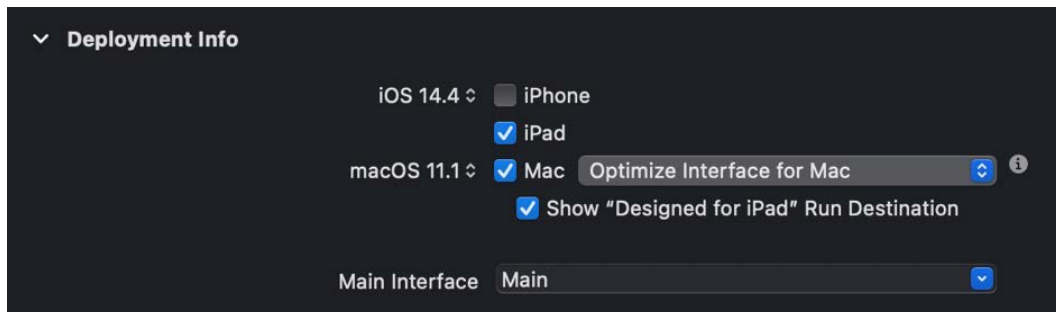 Deployment Info
iOS 14.4 iPhone
iPad
macOS 11.1 Mac Optimize Interface for Mac
Show “Designed for iPad” Run Destination
Main Interface Main